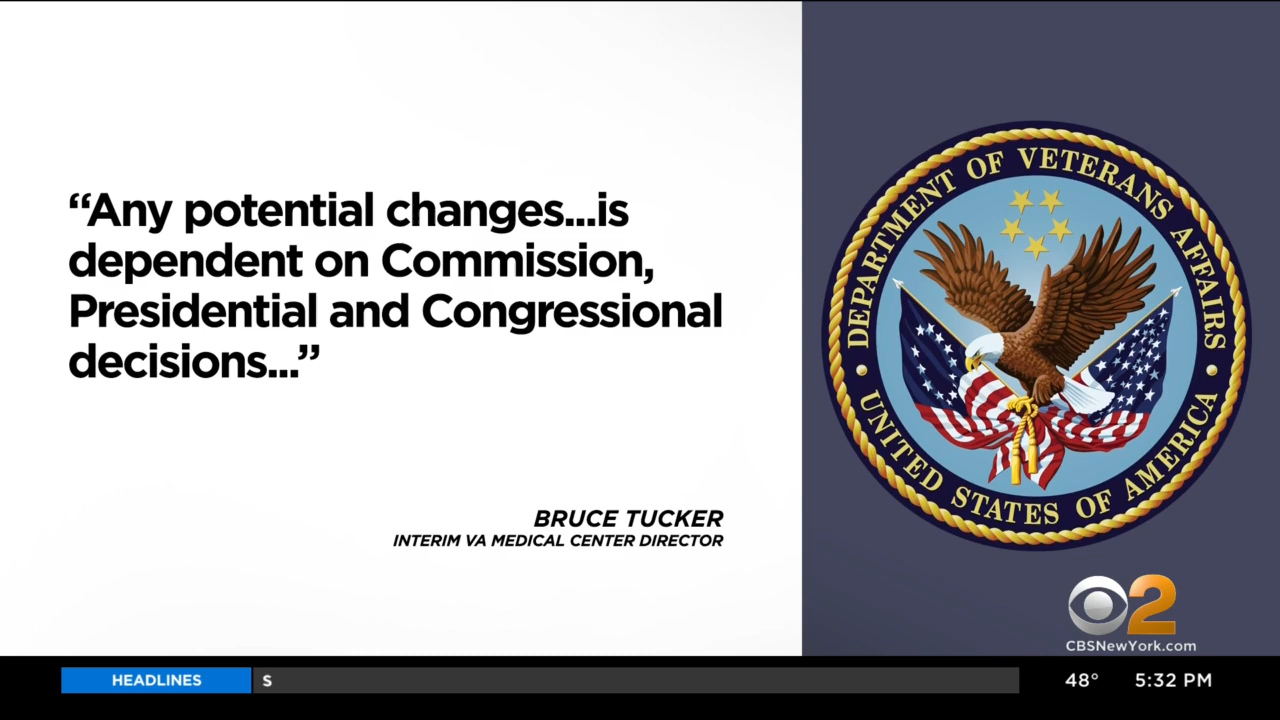 “Any potential changes...is
dependent on Commission,
Presidential and Congressional
decisions...”
BRUCE TUCKER
INTERIM VA MEDICAL CENTER DIRECTOR
DEPARTMENT OF VETERANS AFFAIRS
UNITED STATES OF AMERICA
2
CBSNewYork.com
HEADLINES S 48° 5:32 PM